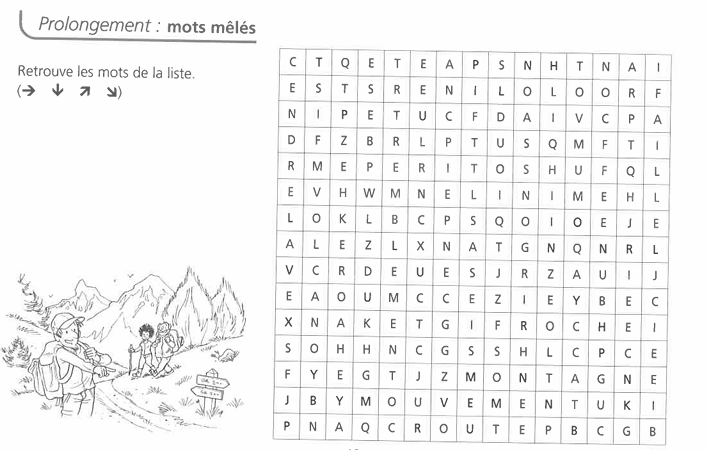 Prolongement : mots mêlés
Retrouve les mots de la liste.
(→ ↓ ↗ ↘)
C T Q E T E A P S N H T N A I
E S T S R E N I L O L O O R F
N I P E T U C F D A I V C P A
D F Z B R L P T U S Q M F T I
R M E P E R I T O S H U F Q L
E V H W M N E L I N I M E H L
L O K L B C P S Q O I O E J E
A L E Z L X N A T G N Q N R L
V C R D E U E S J R Z A U I J
E A O U M C C E Z I E Y B E C
X N A K E T G I F R O C H E I
S O H H N C G S S H L C P C E
F Y E G T J Z M O N T A G N E
J B Y M O U V E M E N T U K I
P N A Q C R O U T E P B C G B